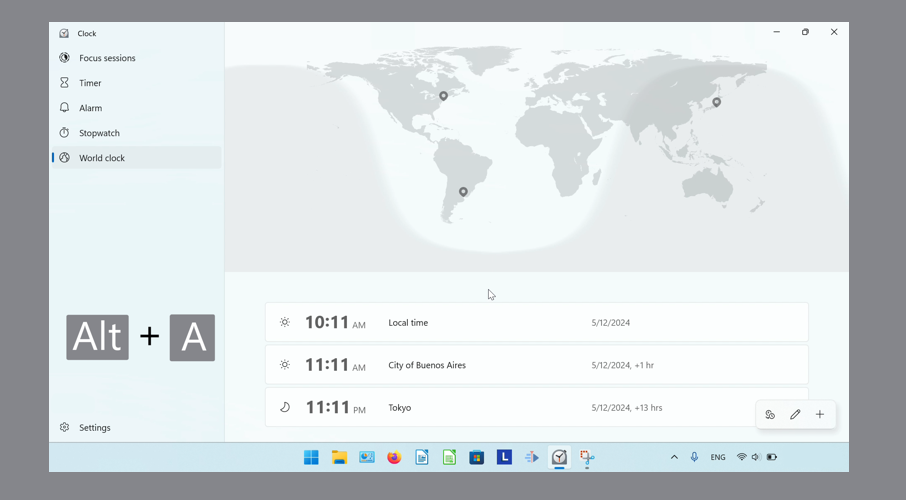 Clock
Focus sessions
Timer
Alarm
Stopwatch
World clock
Alt + A
10:11 AM Local time 5/12/2024
11:11 AM City of Buenos Aires 5/12/2024, +1 hr
11:11 PM Tokyo 5/12/2024, +13 hrs
Settings
L ENG